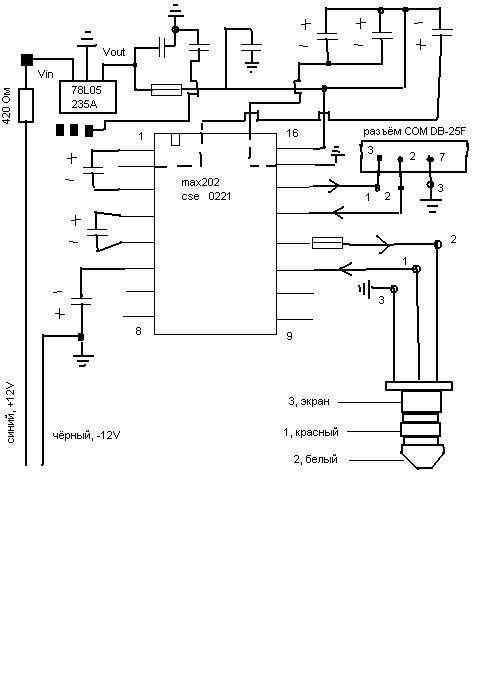 Vout
Vin
78L05
235A
420 Ом
+
−
+
−
−
+
1
16
разъём COM DB-25F
3
2
7
max202
cse 0221
+
−
1
2
3
+
−
2
1
3
−
+
8
9
синий, +12V
чёрный, -12V
3, экран
1, красный
2, белый